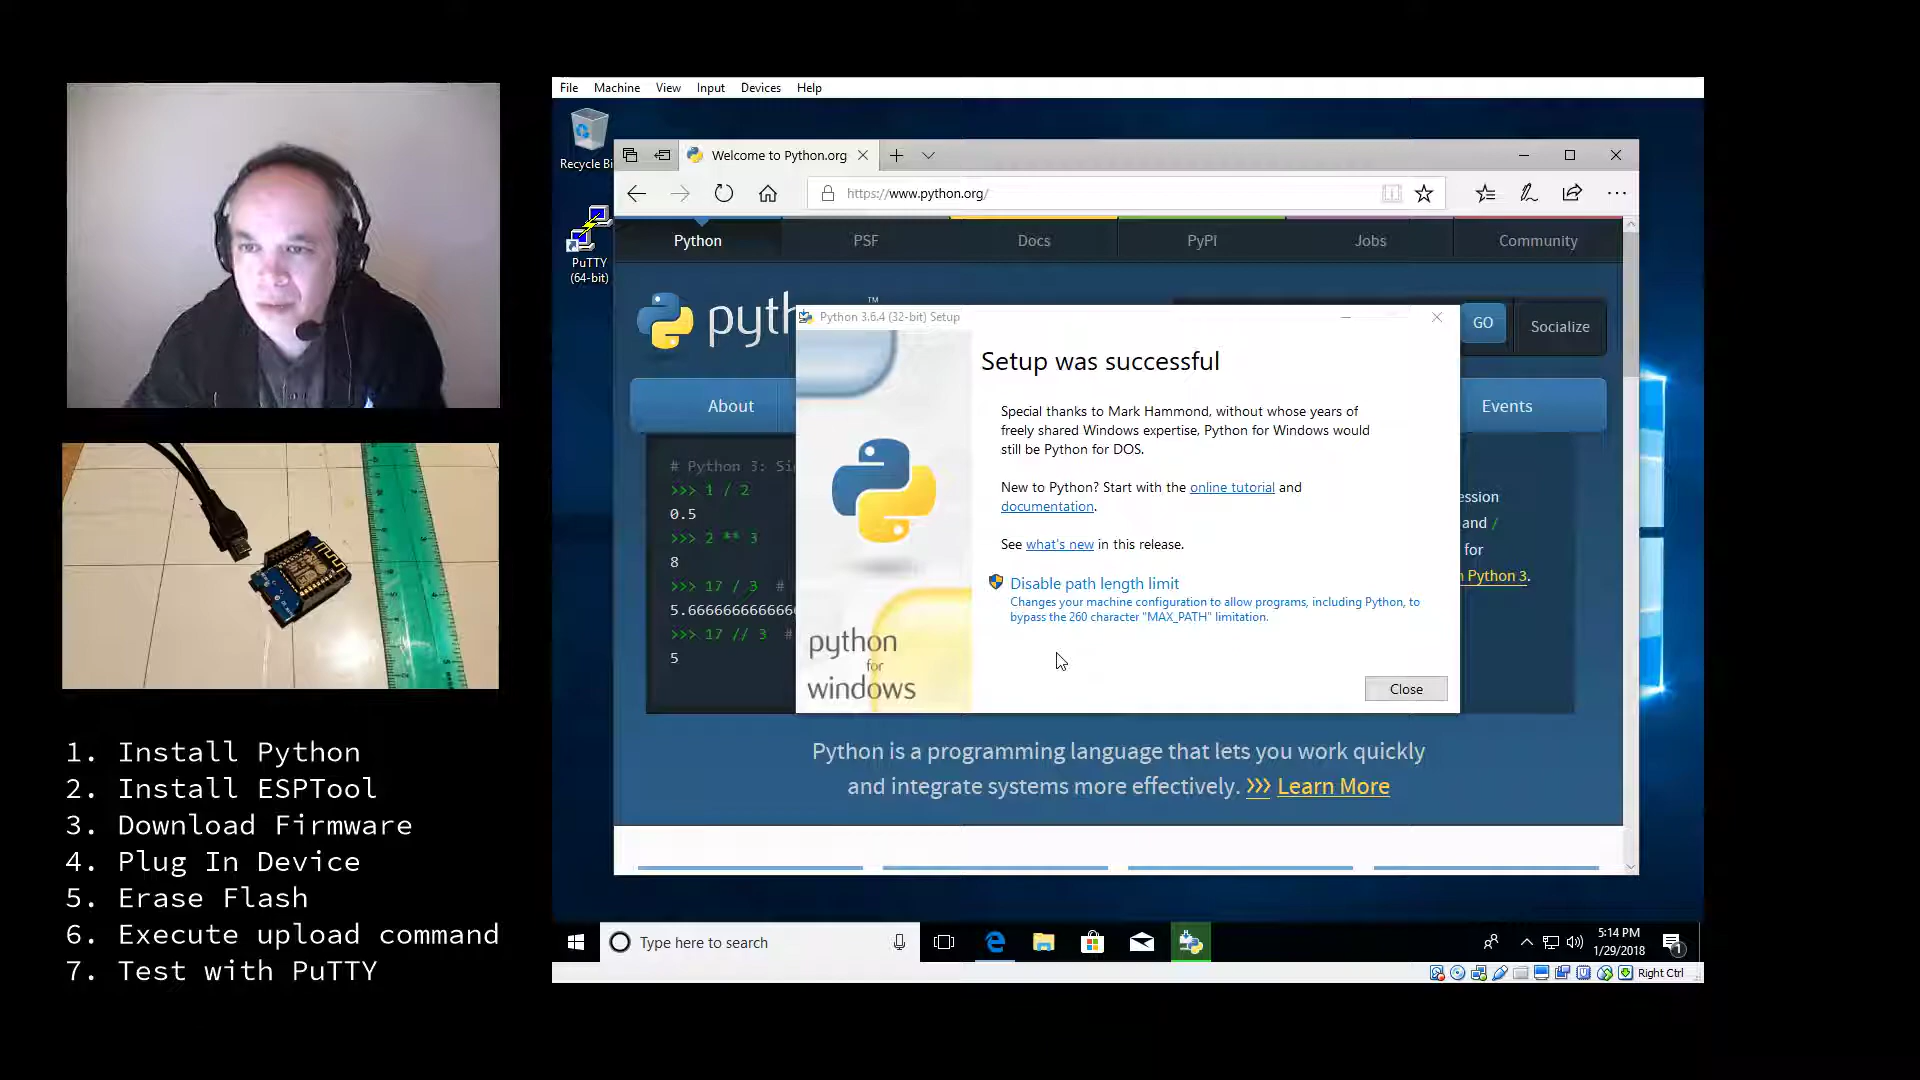 File Machine View Input Devices Help
Recycle Bi
PuTTY
(64-bit)
Welcome to Python.org
https://www.python.org/
Python PSF Docs PyPI Jobs Community
pyth
™
GO
Socialize
About
Events
# Python 3: Si
>>> 1 / 2
0.5
>>> 2 ** 3
8
>>> 17 / 3 #
5.6666666666666
>>> 17 // 3 #
5
ession
and /
for
n Python 3.
Python 3.6.4 (32-bit) Setup
Setup was successful
Special thanks to Mark Hammond, without whose years of
freely shared Windows expertise, Python for Windows would
still be Python for DOS.
New to Python? Start with the online tutorial and
documentation.
See what's new in this release.
Disable path length limit
Changes your machine configuration to allow programs, including Python, to
bypass the 260 character "MAX_PATH" limitation.
python
for
windows
Close
Python is a programming language that lets you work quickly
and integrate systems more effectively. >>> Learn More
Type here to search
5:14 PM
1/29/2018
1
Right Ctrl
1. Install Python
2. Install ESPTool
3. Download Firmware
4. Plug In Device
5. Erase Flash
6. Execute upload command
7. Test with PuTTY